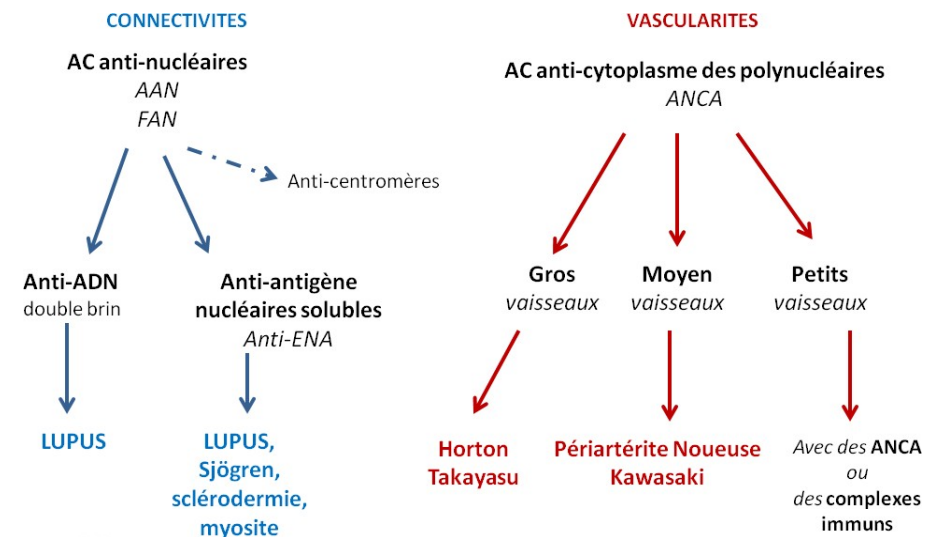 CONNECTIVITES
AC anti-nucléaires
AAN
FAN
Anti-centromères
Anti-ADN
double brin
Anti-antigène
nucléaires solubles
Anti-ENA
LUPUS
LUPUS,
Sjögren,
sclérodermie,
myosite
VASCULARITES
AC anti-cytoplasme des polynucléaires
ANCA
Gros
vaisseaux
Moyen
vaisseaux
Petits
vaisseaux
Horton
Takayasu
Périartérite Noueuse
Kawasaki
Avec des ANCA
ou
des complexes
immuns